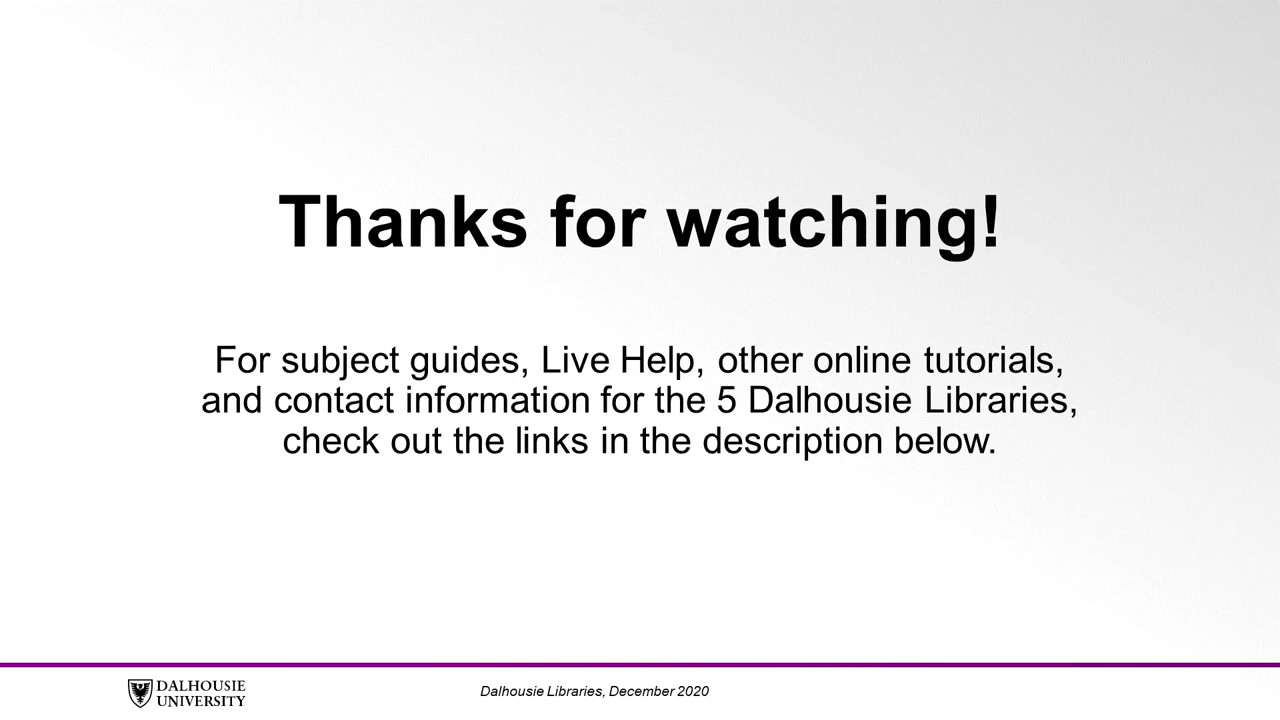 Thanks for watching!
For subject guides, Live Help, other online tutorials,
and contact information for the 5 Dalhousie Libraries,
check out the links in the description below.
DALHOUSIE
UNIVERSITY
Dalhousie Libraries, December 2020